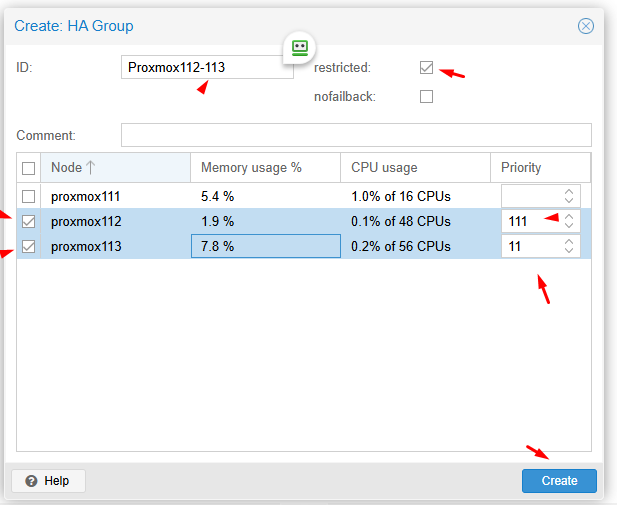 Create: HA Group
ID: Proxmox112-113 restricted:
nofailback:
Comment:
Node Memory usage % CPU usage Priority
proxmox111 5.4 % 1.0% of 16 CPUs
proxmox112 1.9 % 0.1% of 48 CPUs 111
proxmox113 7.8 % 0.2% of 56 CPUs 11
Help Create